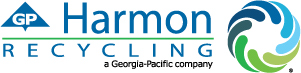 GP Harmon
RECYCLING
a Georgia-Pacific company
®